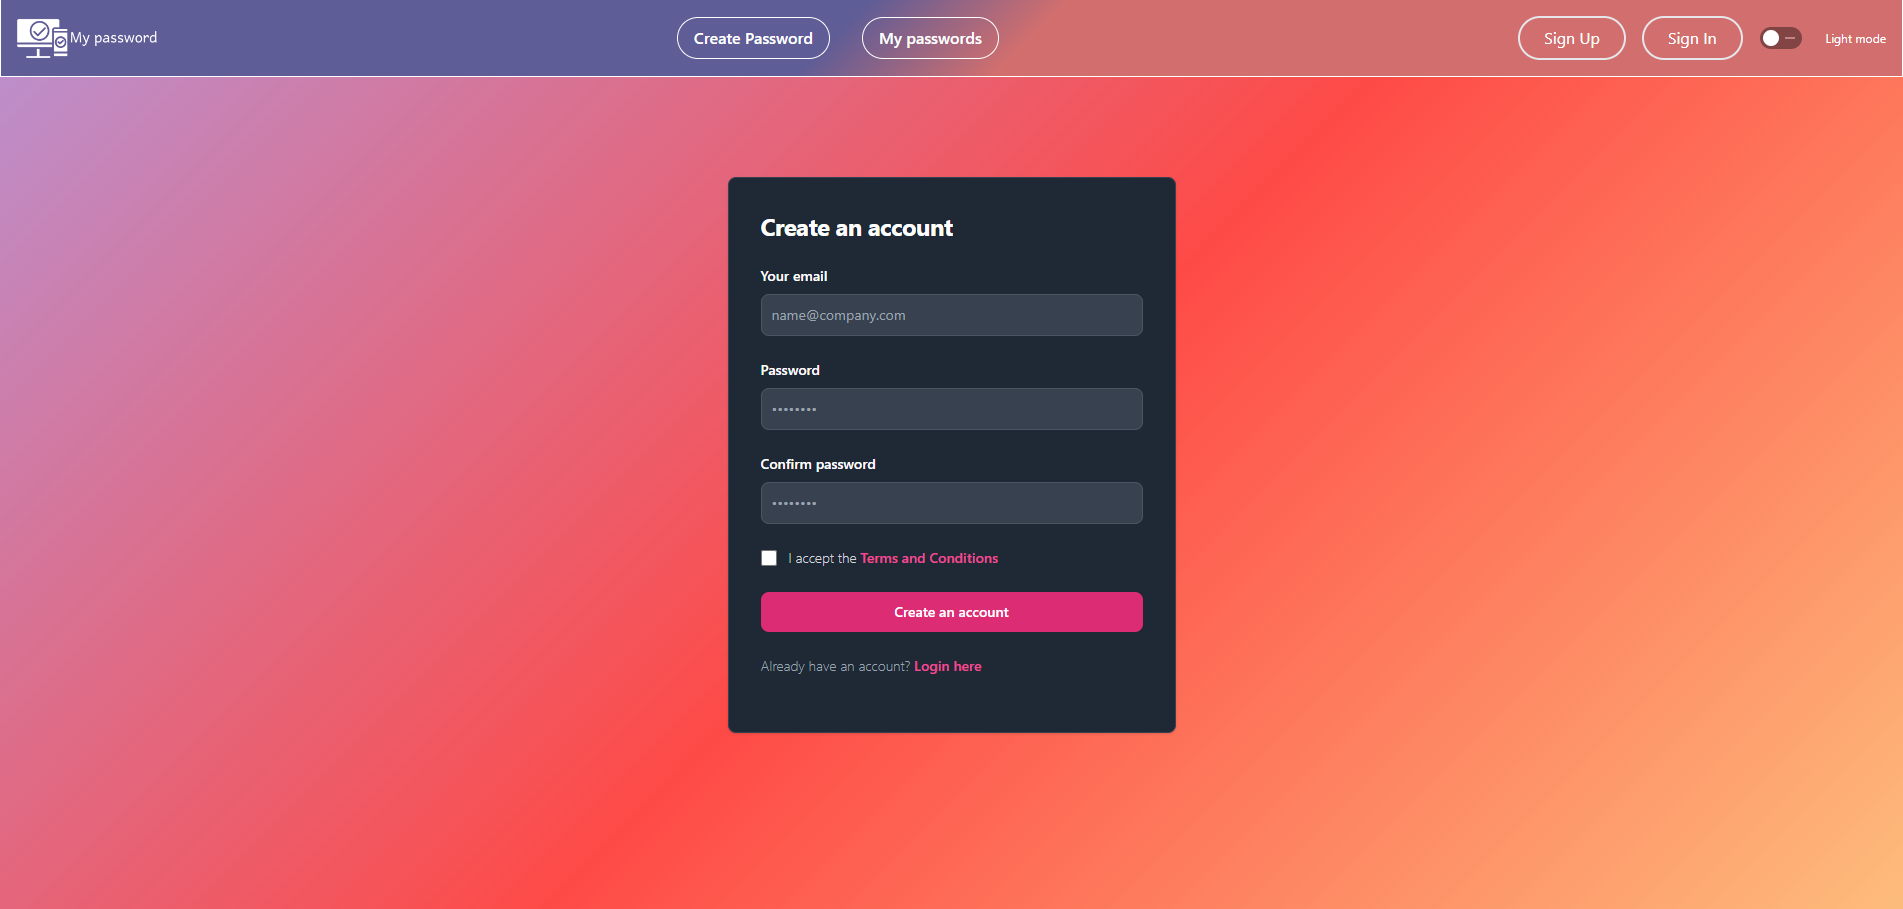 My password
Create Password
My passwords
Sign Up
Sign In
Light mode
Create an account
Your email
name@company.com
Password
••••••••
Confirm password
••••••••
I accept the Terms and Conditions
Create an account
Already have an account? Login here